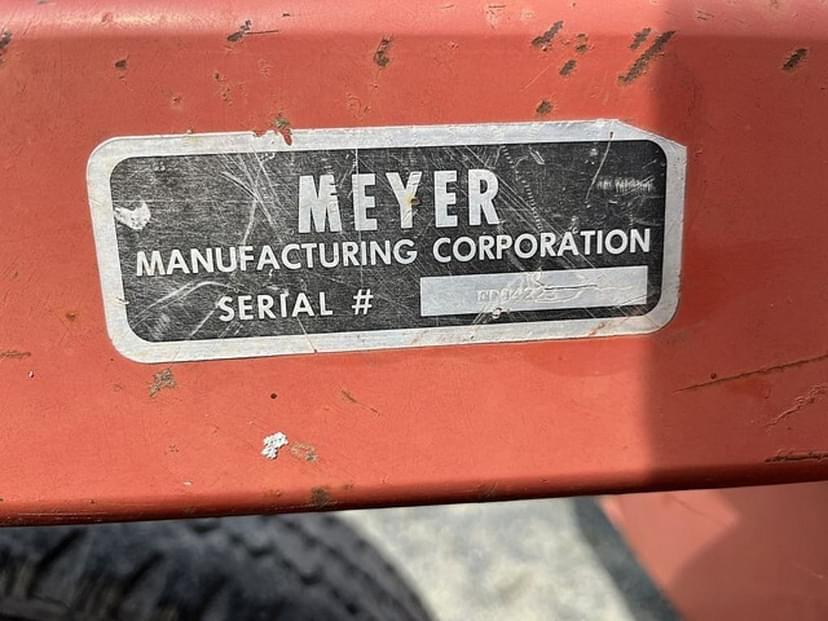 MEYER
MANUFACTURING CORPORATION
SERIAL #